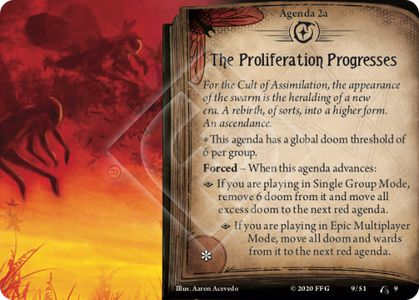 Agenda 2a
The Proliferation Progresses
For the Cult of Assimilation, the appearance
of the swarm is the heralding of a new
era. A rebirth, of sorts, into a higher form.
An ascendance.
*This agenda has a global doom threshold of
6 per group.
Forced – When this agenda advances:
If you are playing in Single Group Mode,
remove 6 doom from it and move all
excess doom to the next red agenda.
If you are playing in Epic Multiplayer
Mode, move all doom and wards
from it to the next red agenda.
*
Illus. Aaron Acevedo © 2020 FFG 9/51 9